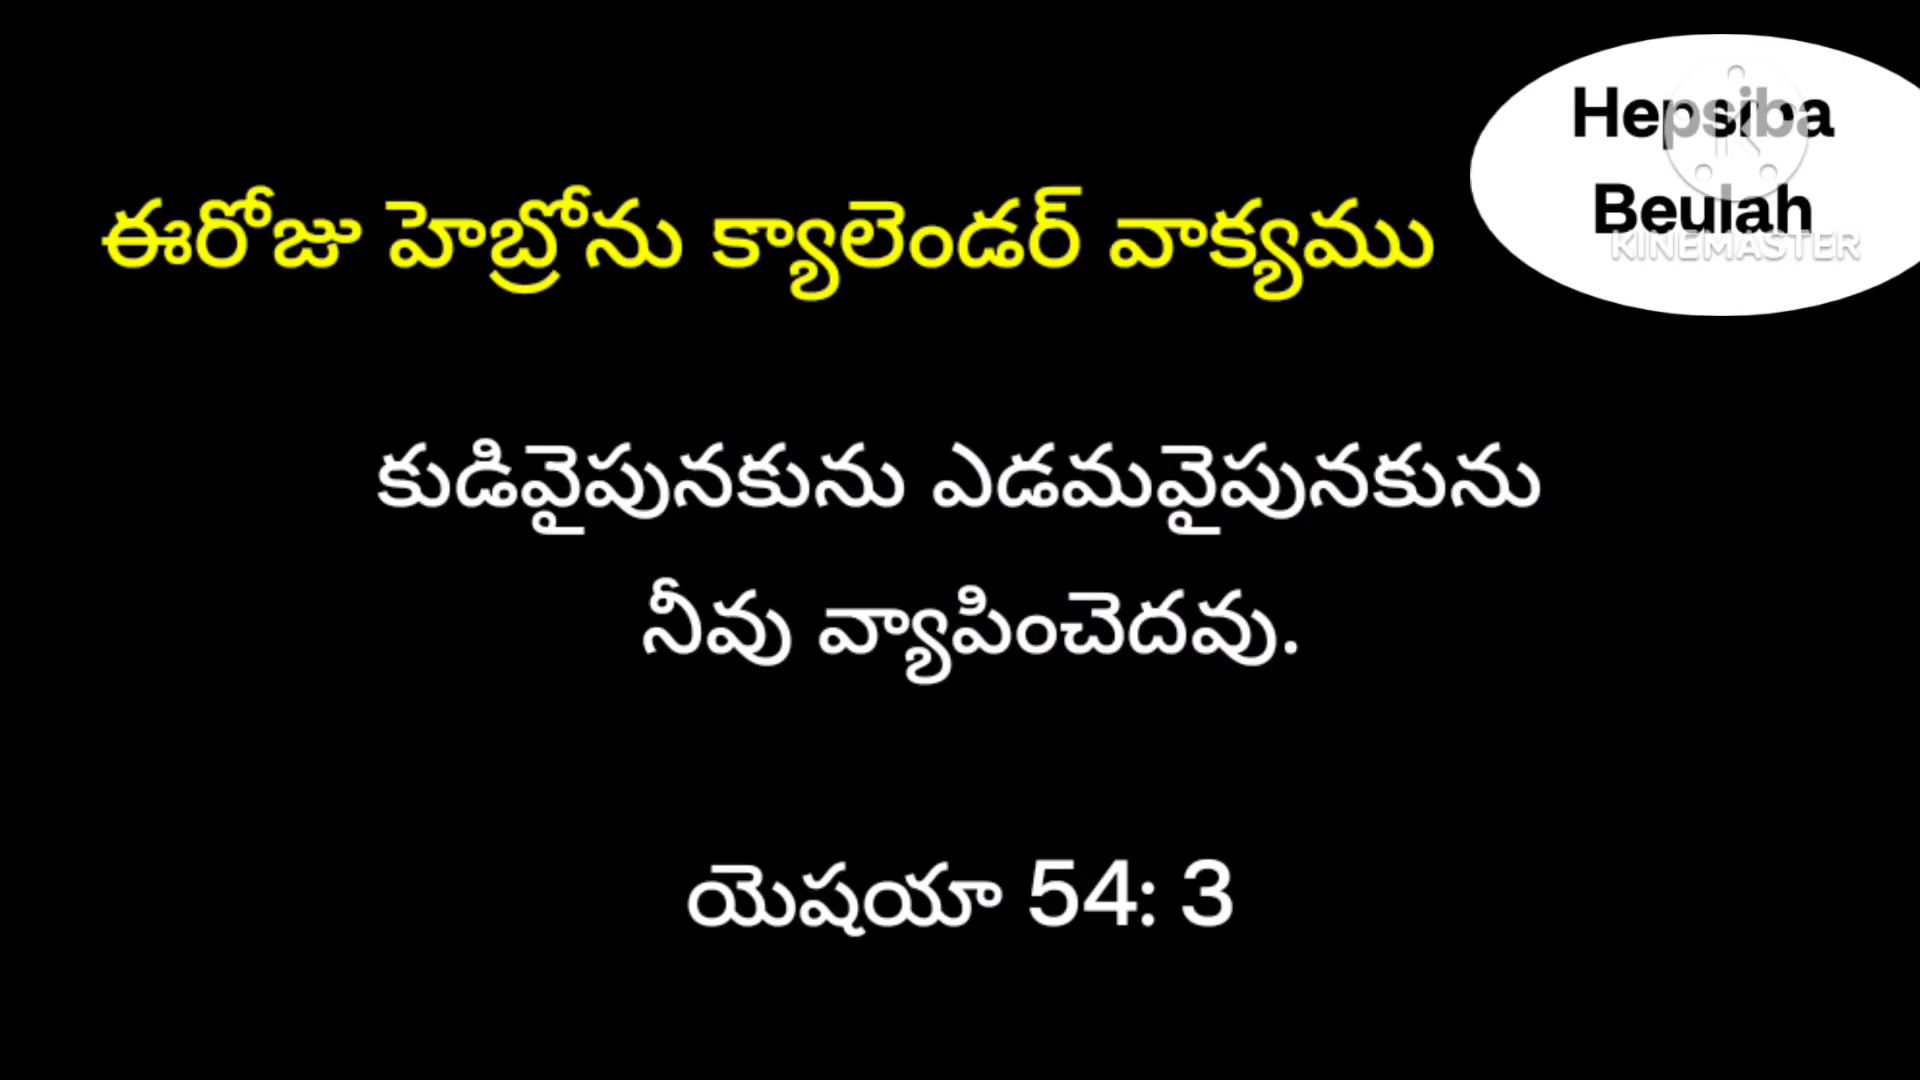 ఈరోజు హెబ్రోను క్యాలెండర్ వాక్యము
Hepsiba
Beulah
KINEMASTER
కుడివైపునకును ఎడమవైపునకును
నీవు వ్యాపించెదవు.
యెషయా 54: 3